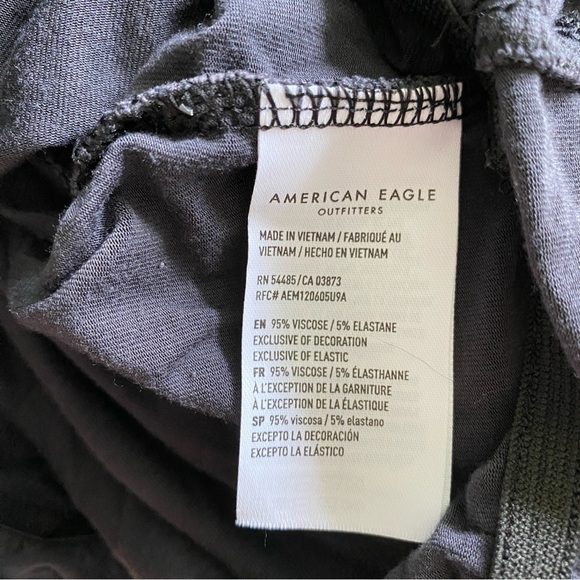 AMERICAN EAGLE
OUTFITTERS
MADE IN VIETNAM / FABRIQUÉ AU
VIETNAM / HECHO EN VIETNAM
RN 54485/CA 03873
RFC# AEM120605U9A
EN 95% VISCOSE / 5% ELASTANE
EXCLUSIVE OF DECORATION
EXCLUSIVE OF ELASTIC
FR 95% VISCOSE / 5% ÉLASTHANNE
À L'EXCEPTION DE LA GARNITURE
À L'EXCEPTION DE LA ÉLASTIQUE
SP 95% viscosa / 5% elastano
EXCEPTO LA DECORACIÓN
EXCEPTO LA ELÁSTICO